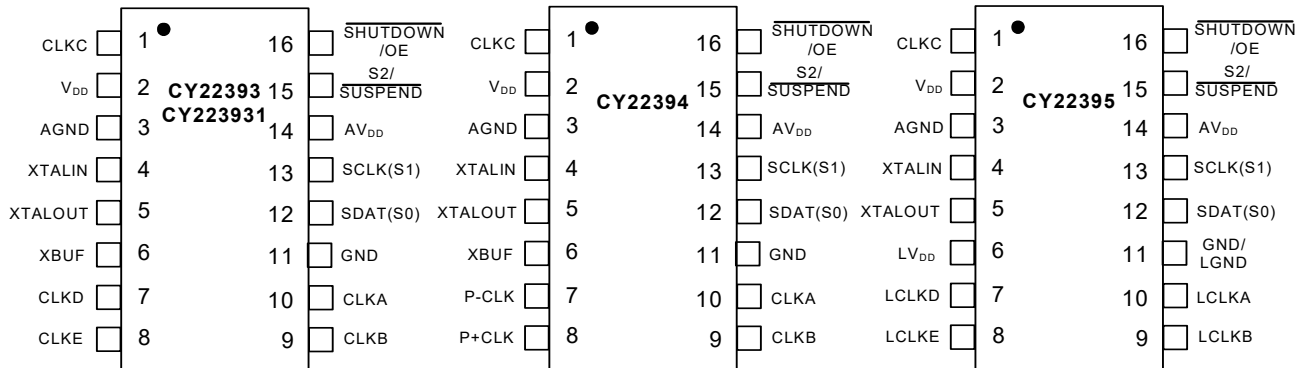 CLKC 1 16 SHUTDOWN/OE
VDD 2 CY22393 15 S2/SUSPEND
CY223931
AGND 3 14 AVDD
XTALIN 4 13 SCLK(S1)
XTALOUT 5 12 SDAT(S0)
XBUF 6 11 GND
CLKD 7 10 CLKA
CLKE 8 9 CLKB
CLKC 1 16 SHUTDOWN/OE
VDD 2 CY22394 15 S2/SUSPEND
AGND 3 14 AVDD
XTALIN 4 13 SCLK(S1)
XTALOUT 5 12 SDAT(S0)
XBUF 6 11 GND
P-CLK 7 10 CLKA
P+CLK 8 9 CLKB
CLKC 1 16 SHUTDOWN/OE
VDD 2 CY22395 15 S2/SUSPEND
AGND 3 14 AVDD
XTALIN 4 13 SCLK(S1)
XTALOUT 5 12 SDAT(S0)
LVDD 6 11 GND/LGND
LCLKD 7 10 LCLKA
LCLKE 8 9 LCLKB